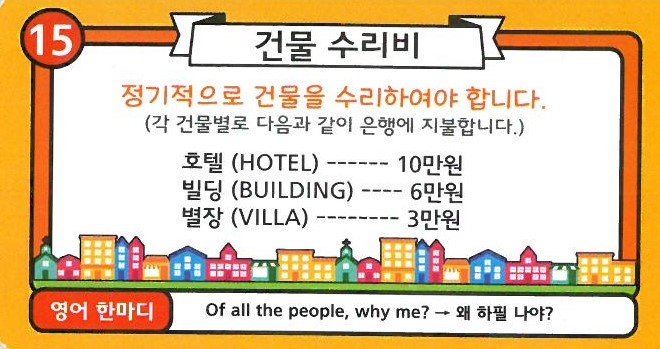 15
건물 수리비
정기적으로 건물을 수리하여야 합니다.
(각 건물별로 다음과 같이 은행에 지불합니다.)
호텔 (HOTEL) ------ 10만원
빌딩 (BUILDING) ---- 6만원
별장 (VILLA) -------- 3만원
영어 한마디 Of all the people, why me? → 왜 하필 나야?